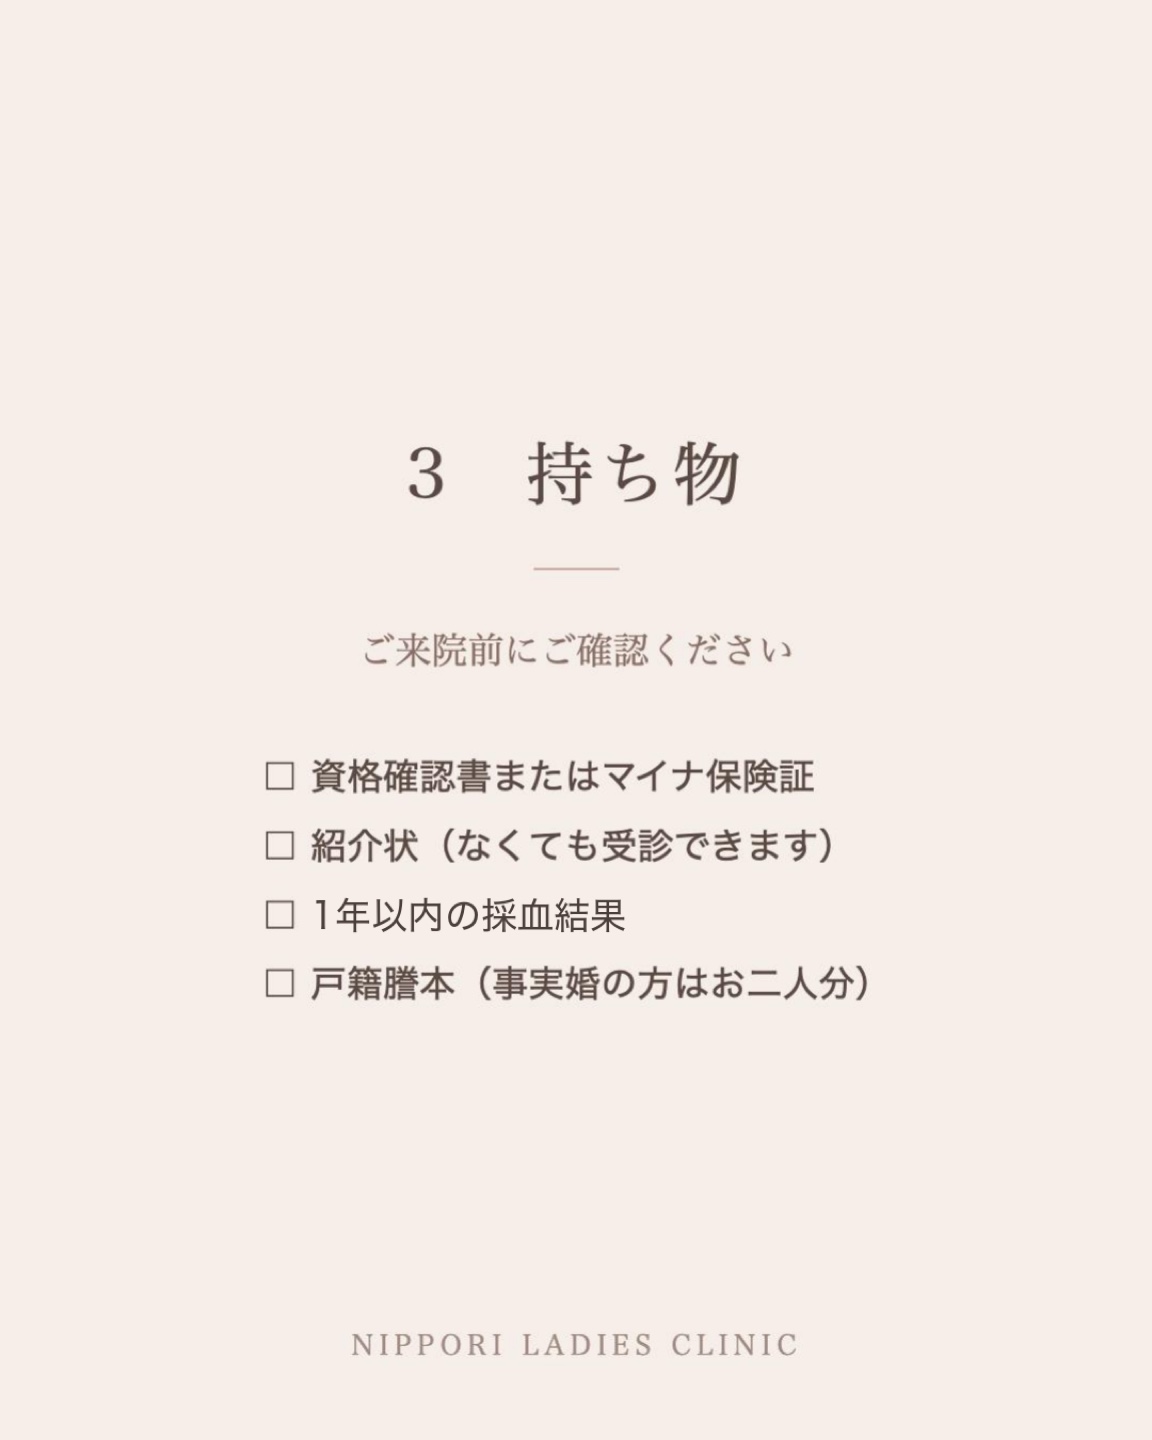 3　持ち物
ご来院前にご確認ください
□ 資格確認書またはマイナ保険証
□ 紹介状（なくても受診できます）
□ 1年以内の採血結果
□ 戸籍謄本（事実婚の方はお二人分）
NIPPORI LADIES CLINIC